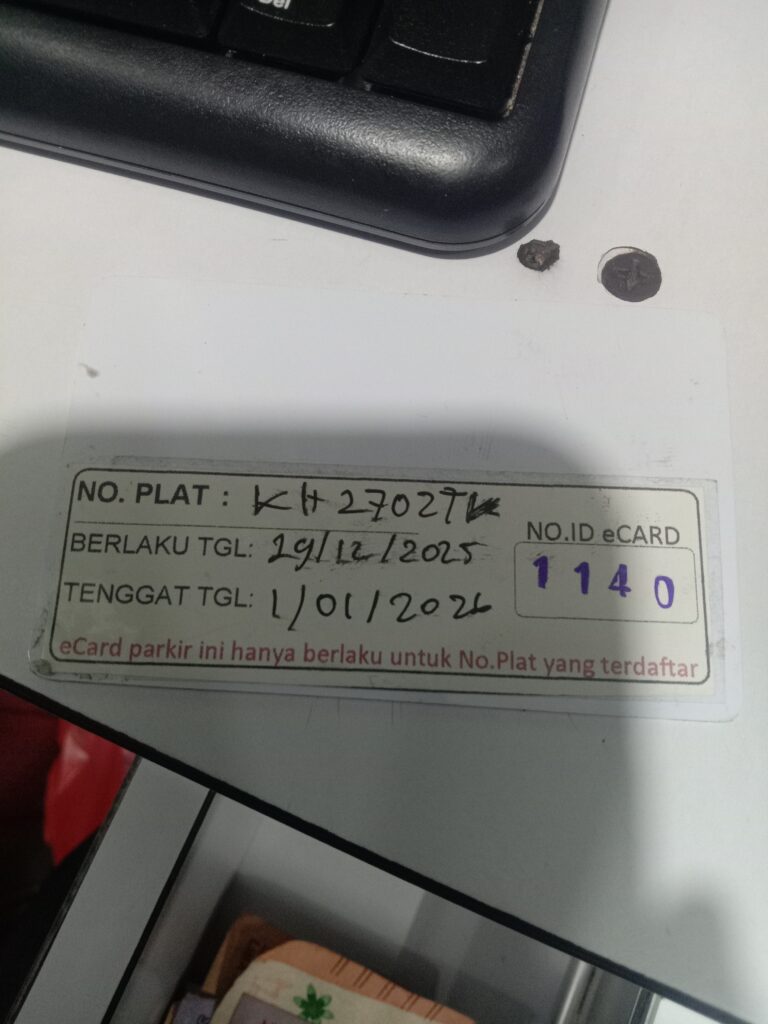 Del
NO. PLAT : KH 2702TK
BERLAKU TGL: 29/12/2025
TENGGAT TGL: 1/01/2026
NO.ID eCARD
1140
eCard parkir ini hanya berlaku untuk No.Plat yang terdaftar